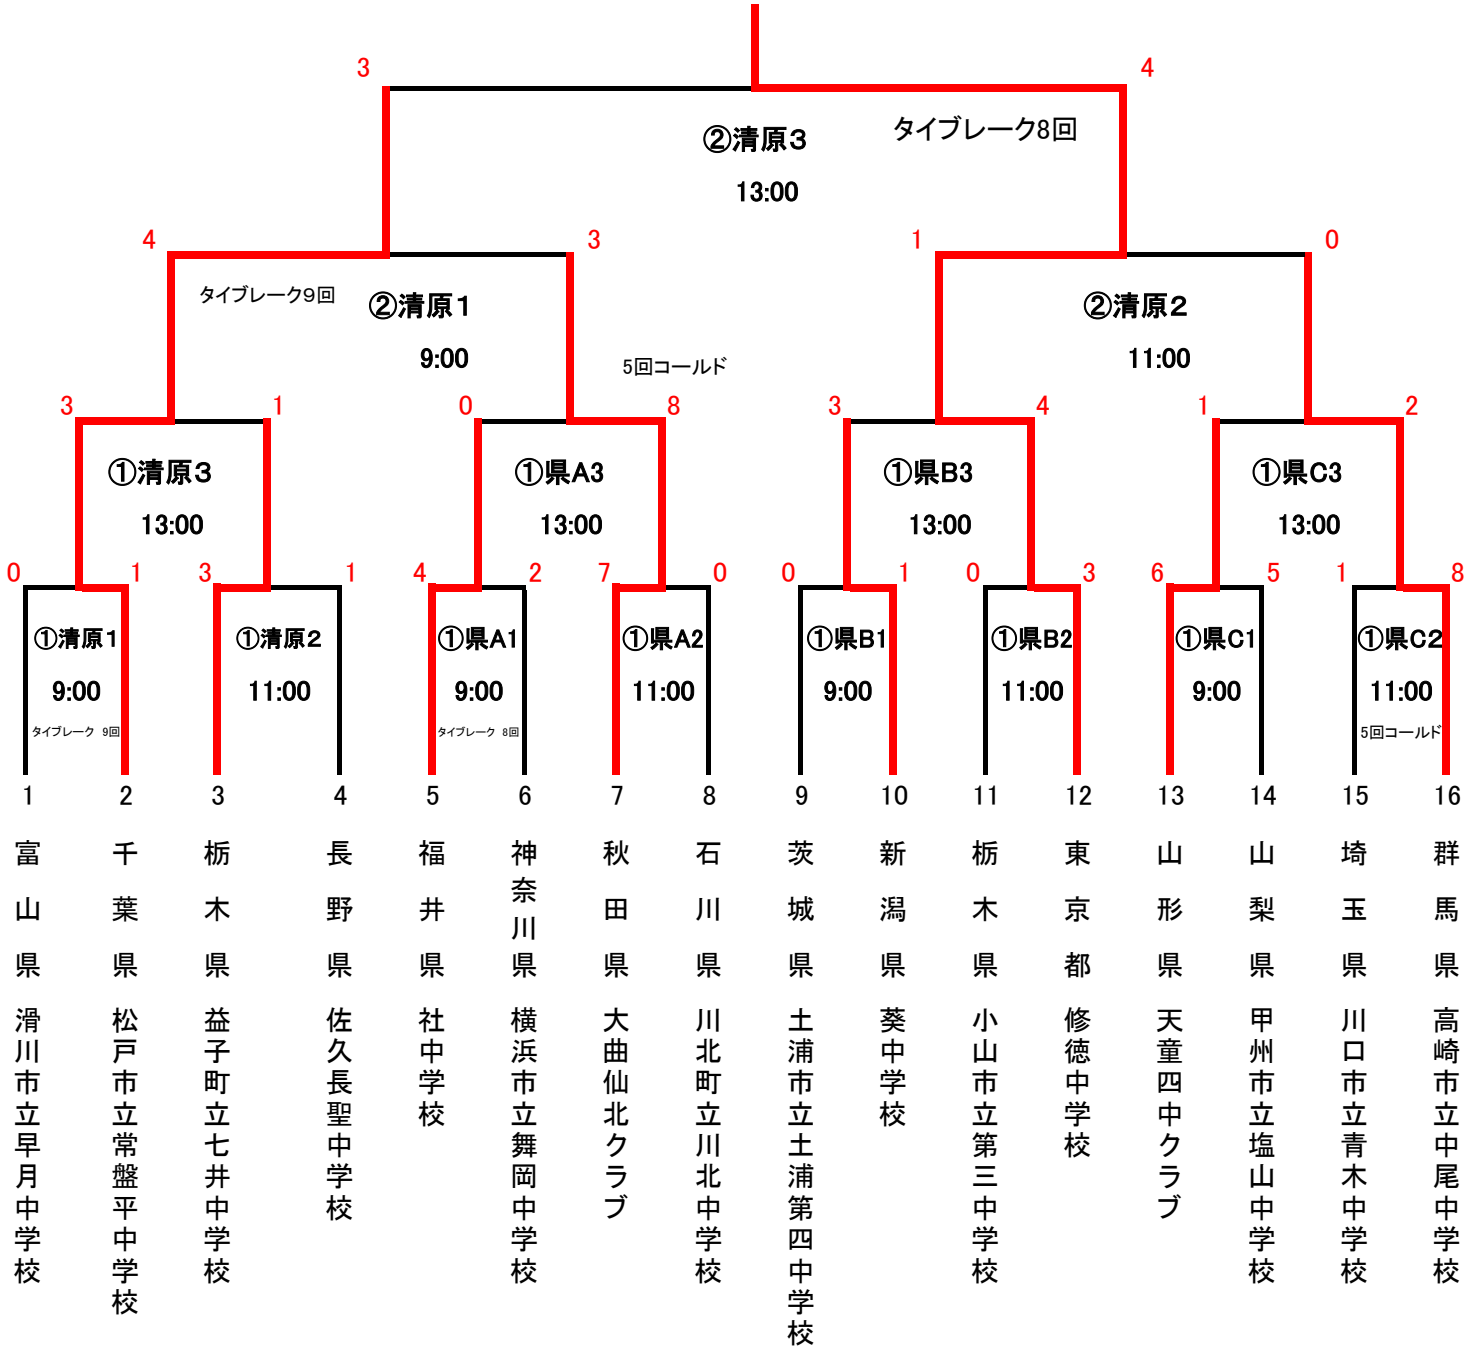 3
4
②清原3
タイブレーク8回
13:00
4
3
1
0
タイブレーク9回
②清原1
②清原2
9:00
11:00
5回コールド
3
1
0
8
3
4
1
2
①清原3
①県A3
①県B3
①県C3
13:00
13:00
13:00
13:00
0
1
3
1
4
2
7
0
0
1
0
3
6
5
1
8
①清原1
①清原2
①県A1
①県A2
①県B1
①県B2
①県C1
①県C2
9:00
11:00
9:00
11:00
9:00
11:00
9:00
11:00
タイブレーク 9回
タイブレーク 8回
5回コールド
1
2
3
4
5
6
7
8
9
10
11
12
13
14
15
16
富山県 滑川市立早月中学校
千葉県 松戸市立常盤平中学校
栃木県 益子町立七井中学校
長野県 佐久長聖中学校
福井県 社中学校
神奈川県 横浜市立舞岡中学校
秋田県 大曲仙北クラブ
石川県 川北町立川北中学校
茨城県 土浦市立土浦第四中学校
新潟県 葵中学校
栃木県 小山市立第三中学校
東京都 修徳中学校
山形県 天童四中クラブ
山梨県 甲州市立塩山中学校
埼玉県 川口市立青木中学校
群馬県 高崎市立中尾中学校